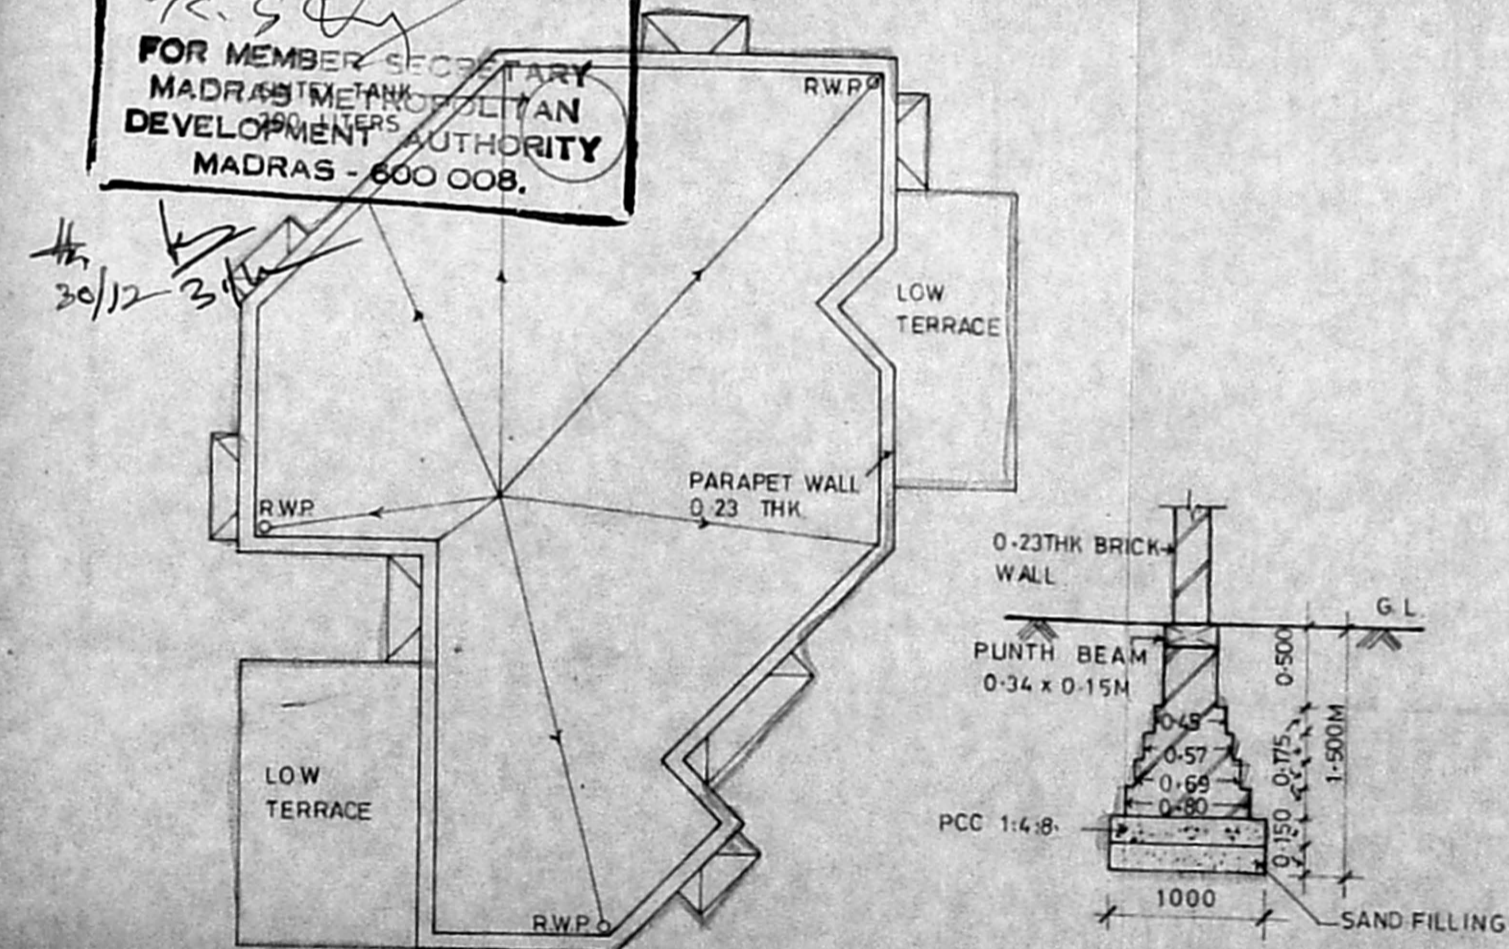 FOR MEMBER SECRETARY
MADRAS METROPOLITAN
DEVELOPMENT AUTHORITY
MADRAS - 600 008.
SINTEX TANK
LITERS
30/12
R.W.P
LOW
TERRACE
PARAPET WALL
0.23 THK
R.W.P.
LOW
TERRACE
R.W.P.
0.23THK BRICK
WALL
G.L.
PLINTH BEAM
0.34 x 0.15M
0.500
0.45
0.57
0.69
0.80
0.175
1.500M
PCC 1:4:8.
0.150
1000
SAND FILLING